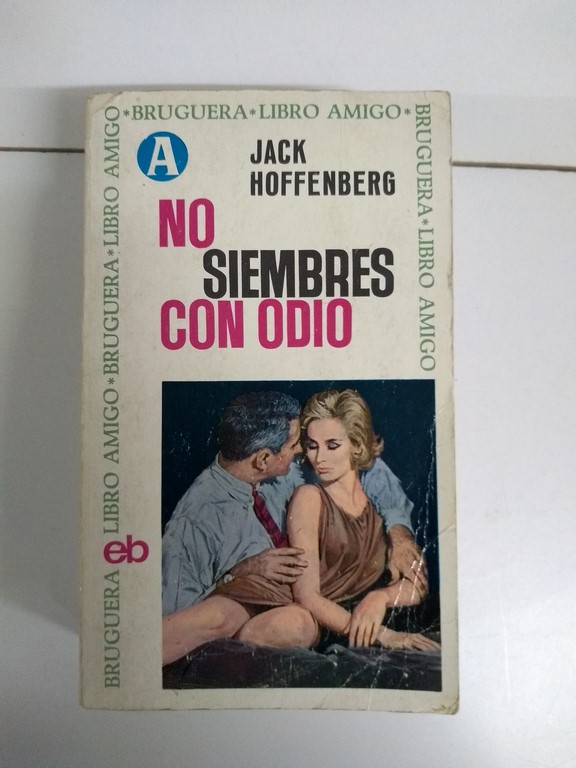 *BRUGUERA*LIBRO AMIGO*
BRUGUERA*LIBRO AMIGO
BRUGUERA LIBRO AMIGO*BRUGUERA*LIBRO AMIGO
A
JACK
HOFFENBERG
NO
SIEMBRES
CON ODIO
eb